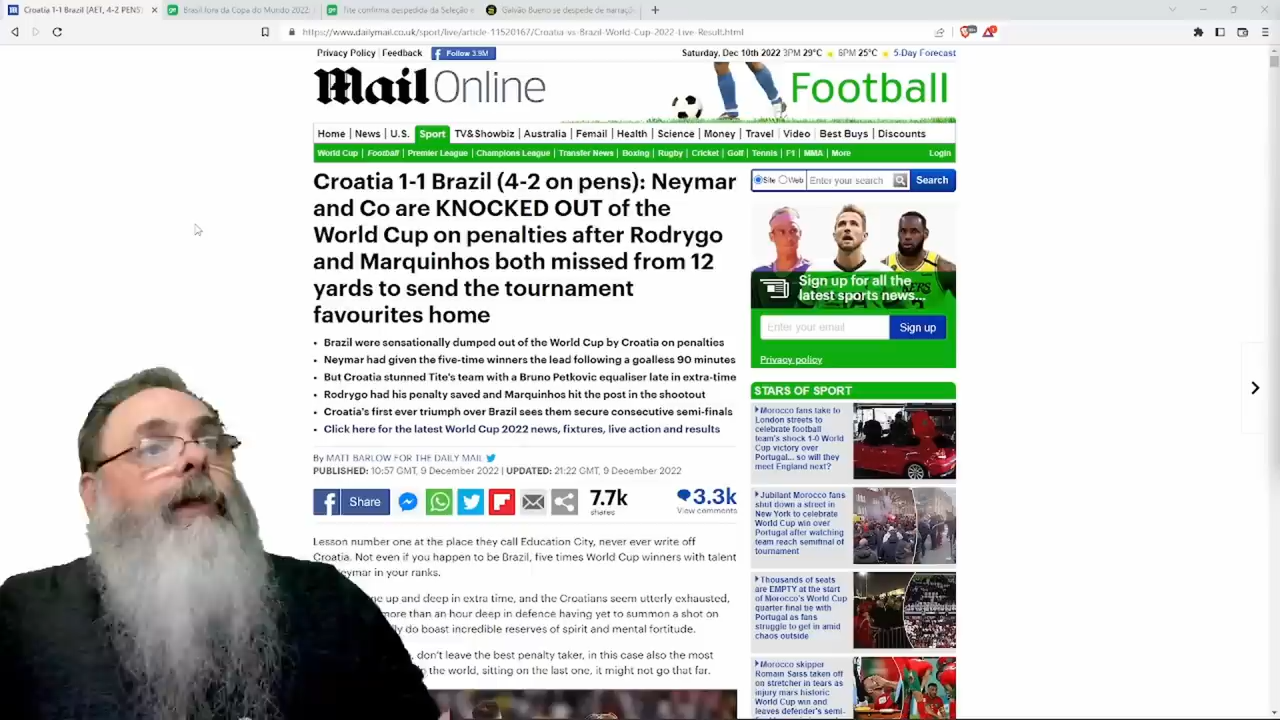 Croatia 1-1 Brazil (AET, 4-2 PENS)
Brasil fora da Copa do Mundo 2022:
Tite confirma despedida da Seleção e
Galvão Bueno se despede de narraçã
https://www.dailymail.co.uk/sport/live/article-11520167/Croatia-vs-Brazil-World-Cup-2022-Live-Result.html
Privacy Policy | Feedback
Follow 3.9M
Saturday, Dec 10th 2022 3PM 29°C 6PM 25°C 5-Day Forecast
Mail Online
Football
Home | News | U.S. | Sport | TV&Showbiz | Australia | Femail | Health | Science | Money | Travel | Video | Best Buys | Discounts
World Cup | Football | Premier League | Champions League | Transfer News | Boxing | Rugby | Cricket | Golf | Tennis | F1 | MMA | More
Login
Croatia 1-1 Brazil (4-2 on pens): Neymar
and Co are KNOCKED OUT of the
World Cup on penalties after Rodrygo
and Marquinhos both missed from 12
yards to send the tournament
favourites home
Brazil were sensationally dumped out of the World Cup by Croatia on penalties
Neymar had given the five-time winners the lead following a goalless 90 minutes
But Croatia stunned Tite's team with a Bruno Petkovic equaliser late in extra-time
Rodrygo had his penalty saved and Marquinhos hit the post in the shootout
Croatia's first ever triumph over Brazil sees them secure consecutive semi-finals
Click here for the latest World Cup 2022 news, fixtures, live action and results
By MATT BARLOW FOR THE DAILY MAIL
PUBLISHED: 10:57 GMT, 9 December 2022 | UPDATED: 21:22 GMT, 9 December 2022
Share
7.7k
shares
3.3k
View comments
Lesson number one at the place they call Education City, never ever write off
Croatia. Not even if you happen to be Brazil, five times World Cup winners with talent
eymar in your ranks.
ne up and deep in extra time, and the Croatians seem utterly exhausted,
more than an hour deep in defence having yet to summon a shot on
ly do boast incredible reserves of spirit and mental fortitude.
, don't leave the best penalty taker, in this case also the most
n the world, sitting on the last one, it might not go that far.
Site
Web
Enter your search
Search
Sign up for all the
latest sports news...
Enter your email
Sign up
Privacy policy
STARS OF SPORT
Morocco fans take to
London streets to
celebrate football
team's shock 1-0 World
Cup victory over
Portugal... so will they
meet England next?
Jubilant Morocco fans
shut down a street in
New York to celebrate
World Cup win over
Portugal after watching
team reach semifinal of
tournament
Thousands of seats
are EMPTY at the start
of Morocco's World Cup
quarter final tie with
Portugal as fans
struggle to get in amid
chaos outside
Morocco skipper
Romain Saiss taken off
on stretcher in tears as
injury mars historic
World Cup win and
leaves defender's semi-